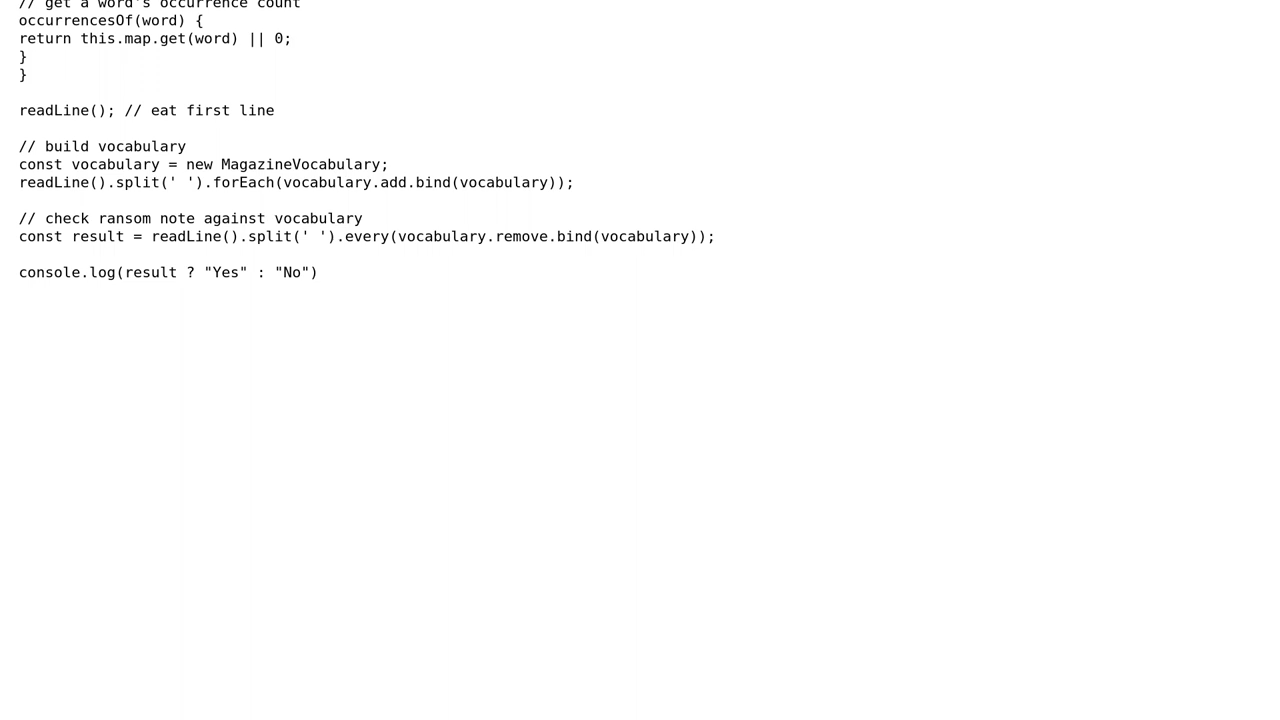 // get a word's occurrence count
occurrencesOf(word) {
return this.map.get(word) || 0;
}
}
readLine(); // eat first line
// build vocabulary
const vocabulary = new MagazineVocabulary;
readLine().split(' ').forEach(vocabulary.add.bind(vocabulary));
// check ransom note against vocabulary
const result = readLine().split(' ').every(vocabulary.remove.bind(vocabulary));
console.log(result ? "Yes" : "No")